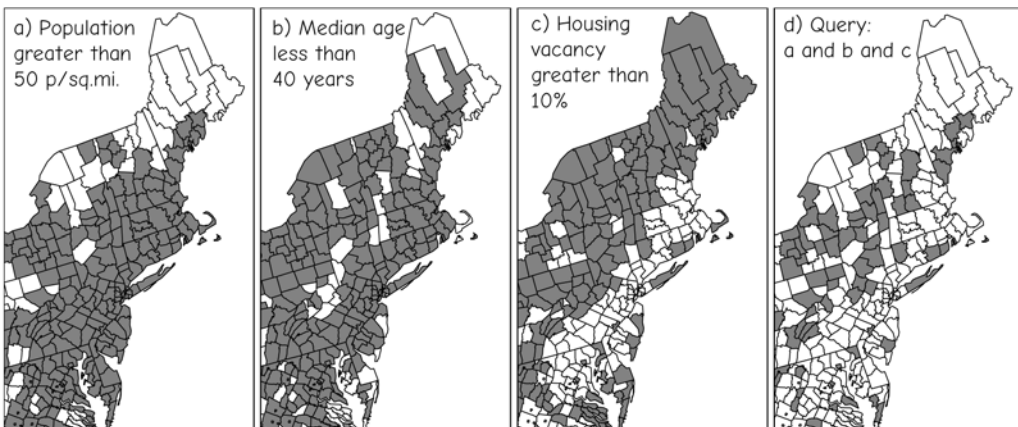 a) Population
greater than
50 p/sq.mi.
b) Median age
less than
40 years
c) Housing
vacancy
greater than
10%
d) Query:
a and b and c